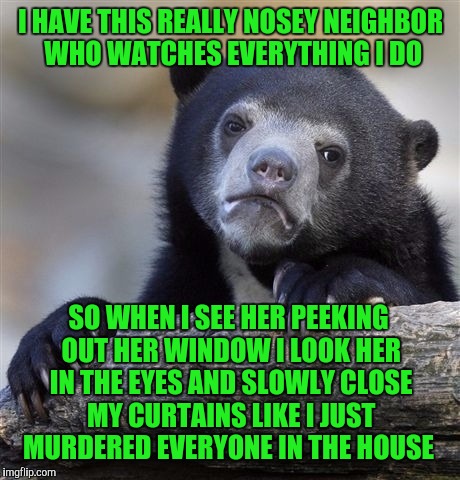 I HAVE THIS REALLY NOSEY NEIGHBOR
WHO WATCHES EVERYTHING I DO
SO WHEN I SEE HER PEEKING
OUT HER WINDOW I LOOK HER
IN THE EYES AND SLOWLY CLOSE
MY CURTAINS LIKE I JUST
MURDERED EVERYONE IN THE HOUSE
imgflip.com